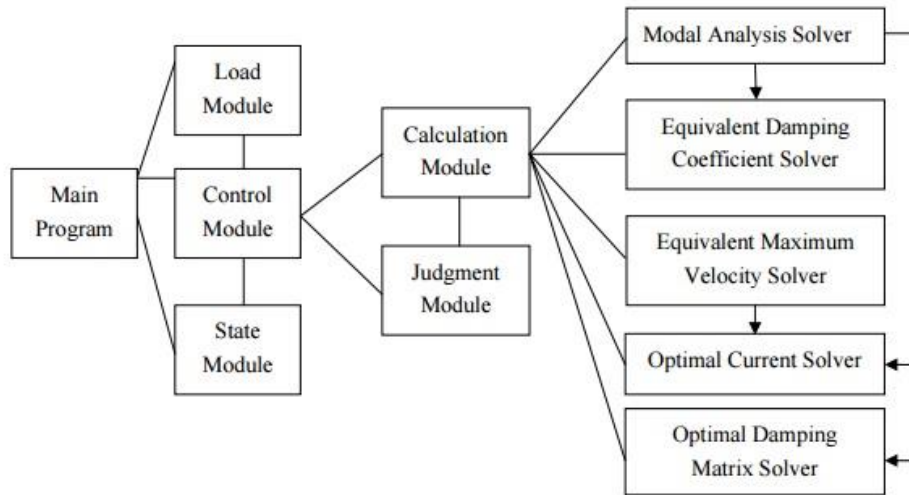 Main
Program
Load
Module
Control
Module
State
Module
Calculation
Module
Judgment
Module
Modal Analysis Solver
Equivalent Damping
Coefficient Solver
Equivalent Maximum
Velocity Solver
Optimal Current Solver
Optimal Damping
Matrix Solver